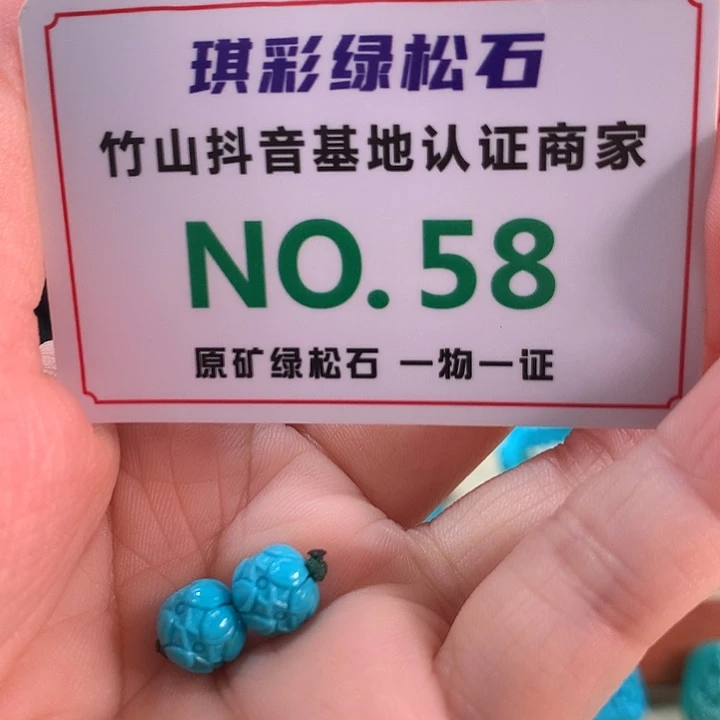 琪彩绿松石
竹山抖音基地认证商家
NO.58
原矿绿松石 一物一证